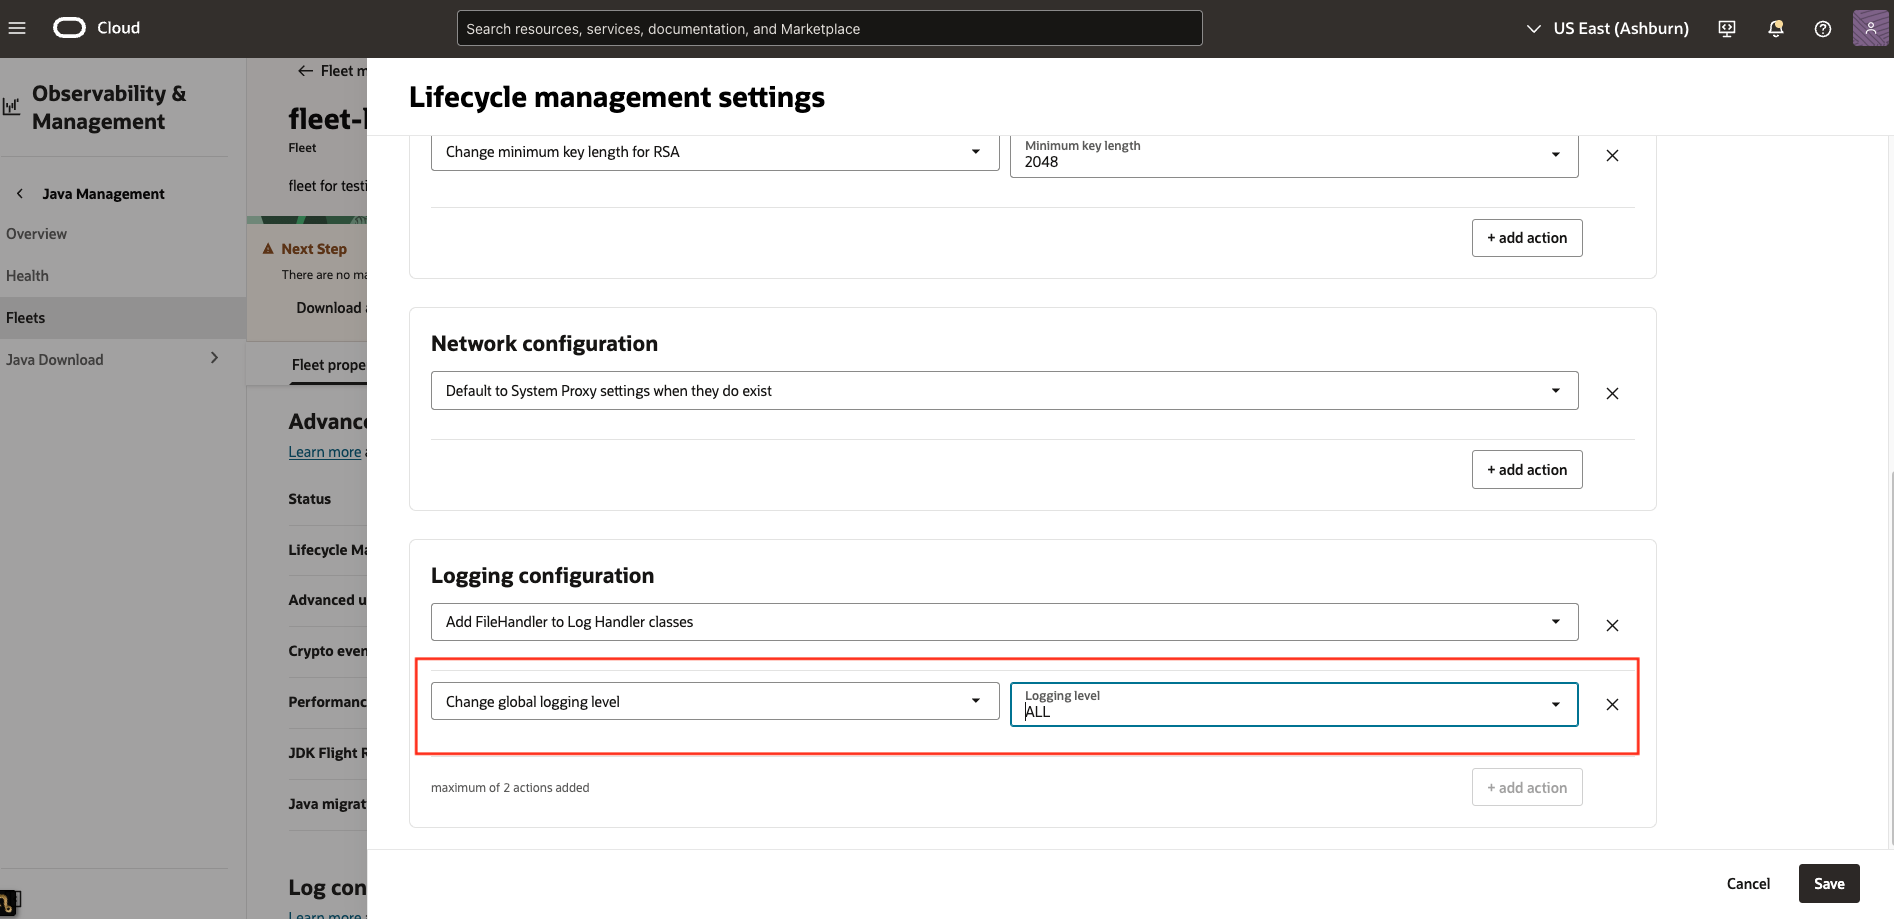 Cloud
Search resources, services, documentation, and Marketplace
US East (Ashburn)
Observability &
Management
Java Management
Overview
Health
Fleets
Java Download
Fleet m
fleet-
Fleet
fleet for testi
Next Step
There are no ma
Download a
Fleet prope
Advanc
Learn more a
Status
Lifecycle Ma
Advanced u
Crypto even
Performanc
JDK Flight R
Java migrat
Log con
Learn more
Lifecycle management settings
Change minimum key length for RSA
Minimum key length
2048
+ add action
Network configuration
Default to System Proxy settings when they do exist
+ add action
Logging configuration
Add FileHandler to Log Handler classes
Change global logging level
Logging level
ALL
maximum of 2 actions added
+ add action
Cancel
Save